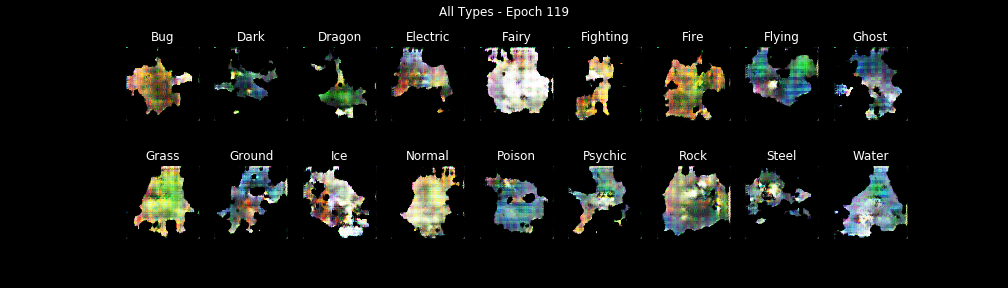 All Types - Epoch 119
Bug Dark Dragon Electric Fairy Fighting Fire Flying Ghost
Grass Ground Ice Normal Poison Psychic Rock Steel Water